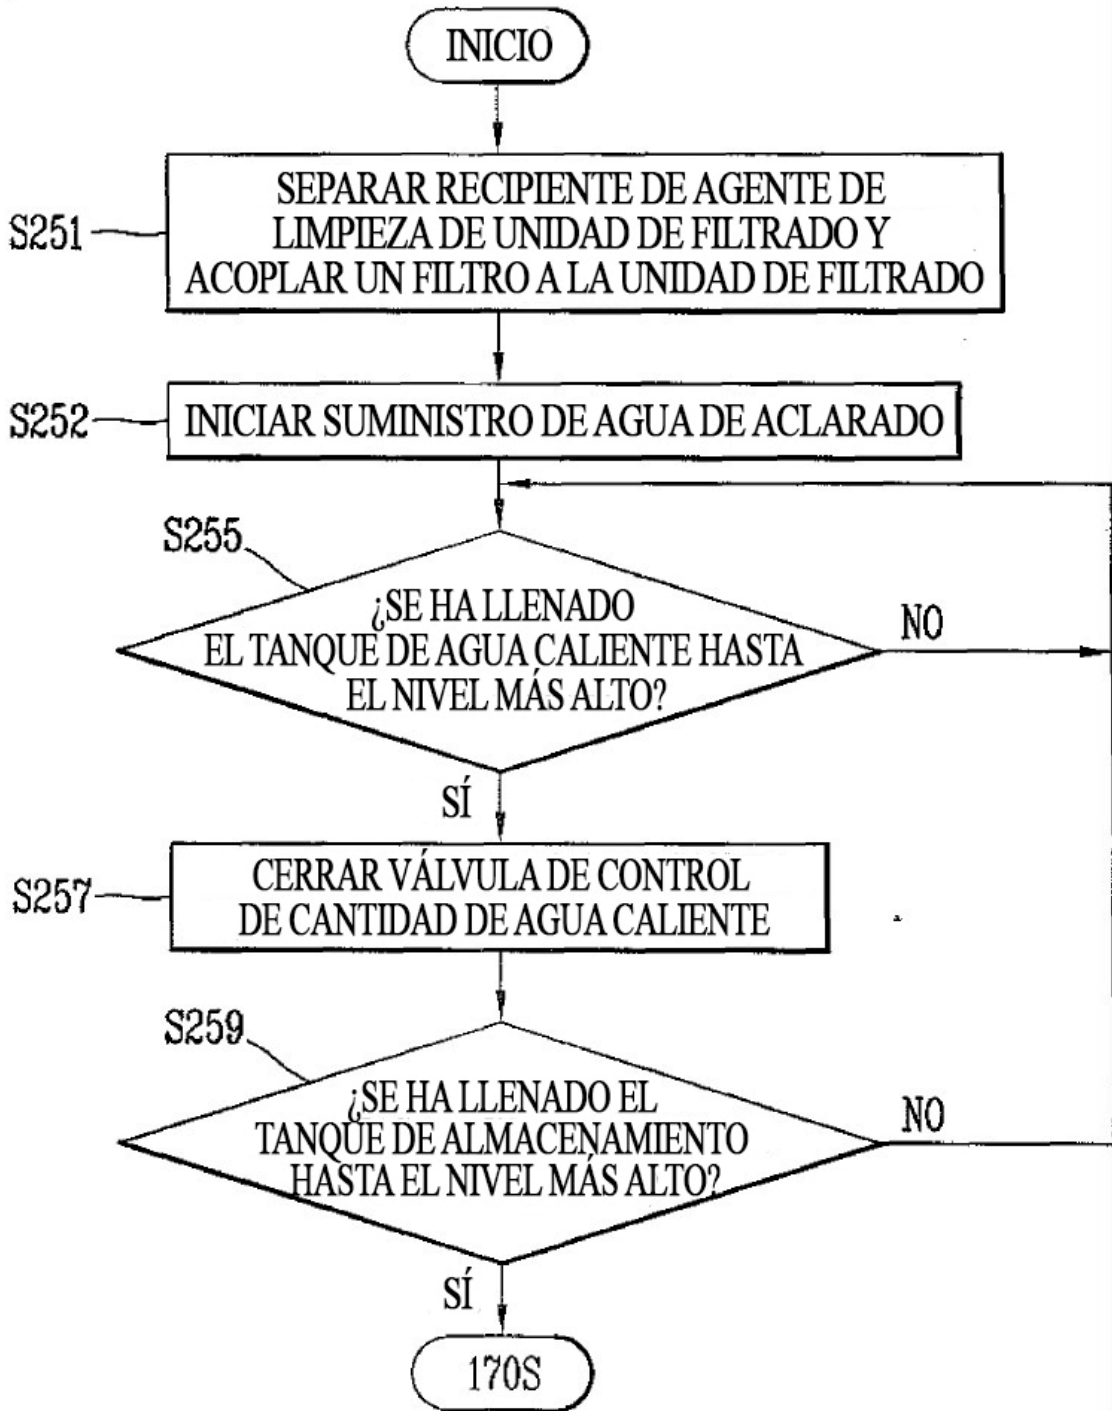 INICIO
SEPARAR RECIPIENTE DE AGENTE DE
LIMPIEZA DE UNIDAD DE FILTRADO Y
ACOPLAR UN FILTRO A LA UNIDAD DE FILTRADO
S251
INICIAR SUMINISTRO DE AGUA DE ACLARADO
S252
S255
¿SE HA LLENADO
EL TANQUE DE AGUA CALIENTE HASTA
EL NIVEL MÁS ALTO?
NO
SÍ
CERRAR VÁLVULA DE CONTROL
DE CANTIDAD DE AGUA CALIENTE
S257
S259
¿SE HA LLENADO EL
TANQUE DE ALMACENAMIENTO
HASTA EL NIVEL MÁS ALTO?
NO
SÍ
170S